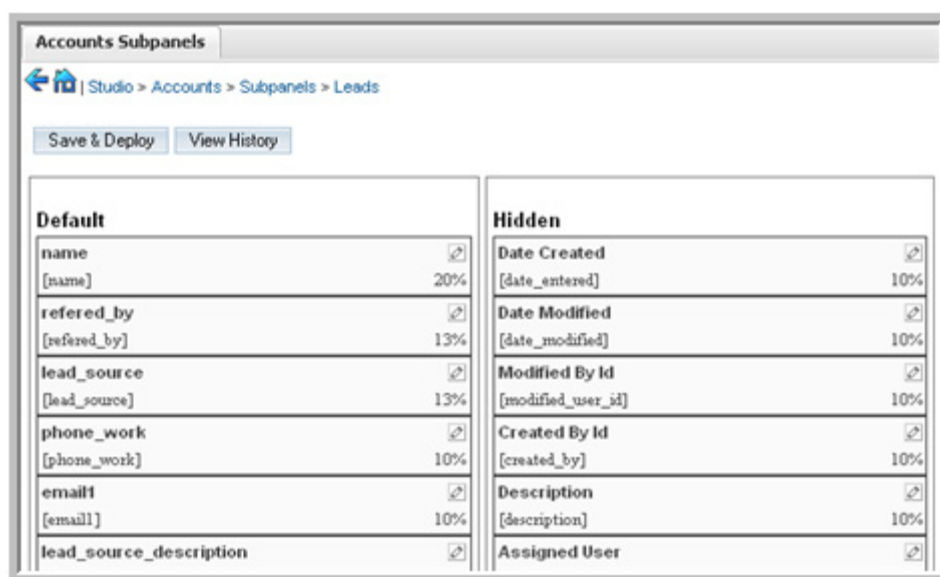 Accounts Subpanels
| Studio > Accounts > Subpanels > Leads
Save & Deploy View History
Default
name
[name] 20%
refered_by
[refered_by] 13%
lead_source
[lead_source] 13%
phone_work
[phone_work] 10%
email1
[email1] 10%
lead_source_description
Hidden
Date Created
[date_entered] 10%
Date Modified
[date_modified] 10%
Modified By Id
[modified_user_id] 10%
Created By Id
[created_by] 10%
Description
[description] 10%
Assigned User